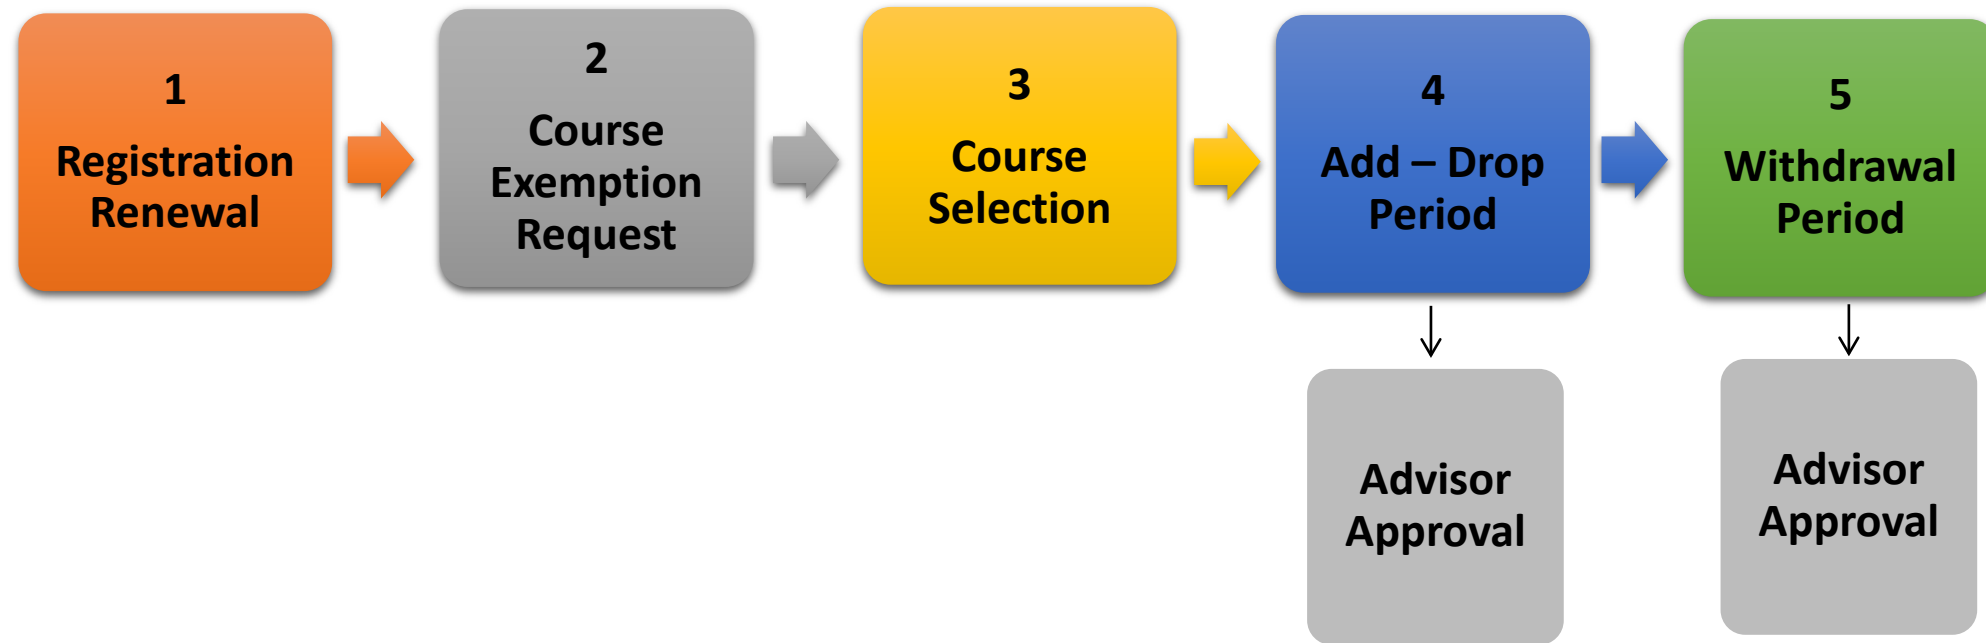 1
Registration
Renewal
2
Course
Exemption
Request
3
Course
Selection
4
Add – Drop
Period
5
Withdrawal
Period
Advisor
Approval
Advisor
Approval